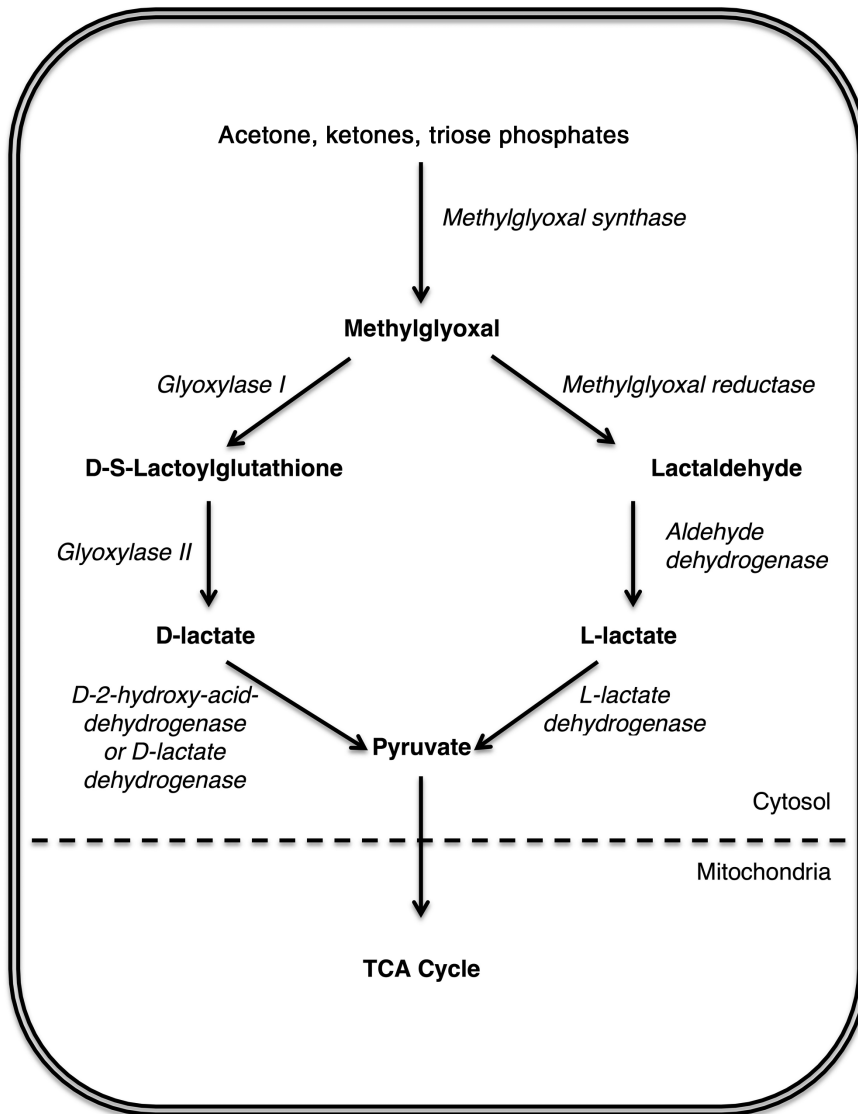 Acetone, ketones, triose phosphates
Methylglyoxal synthase
Methylglyoxal
Glyoxylase I
Methylglyoxal reductase
D-S-Lactoylglutathione
Lactaldehyde
Glyoxylase II
Aldehyde
dehydrogenase
D-lactate
L-lactate
D-2-hydroxy-acid-
dehydrogenase
or D-lactate
dehydrogenase
L-lactate
dehydrogenase
Pyruvate
Cytosol
Mitochondria
TCA Cycle